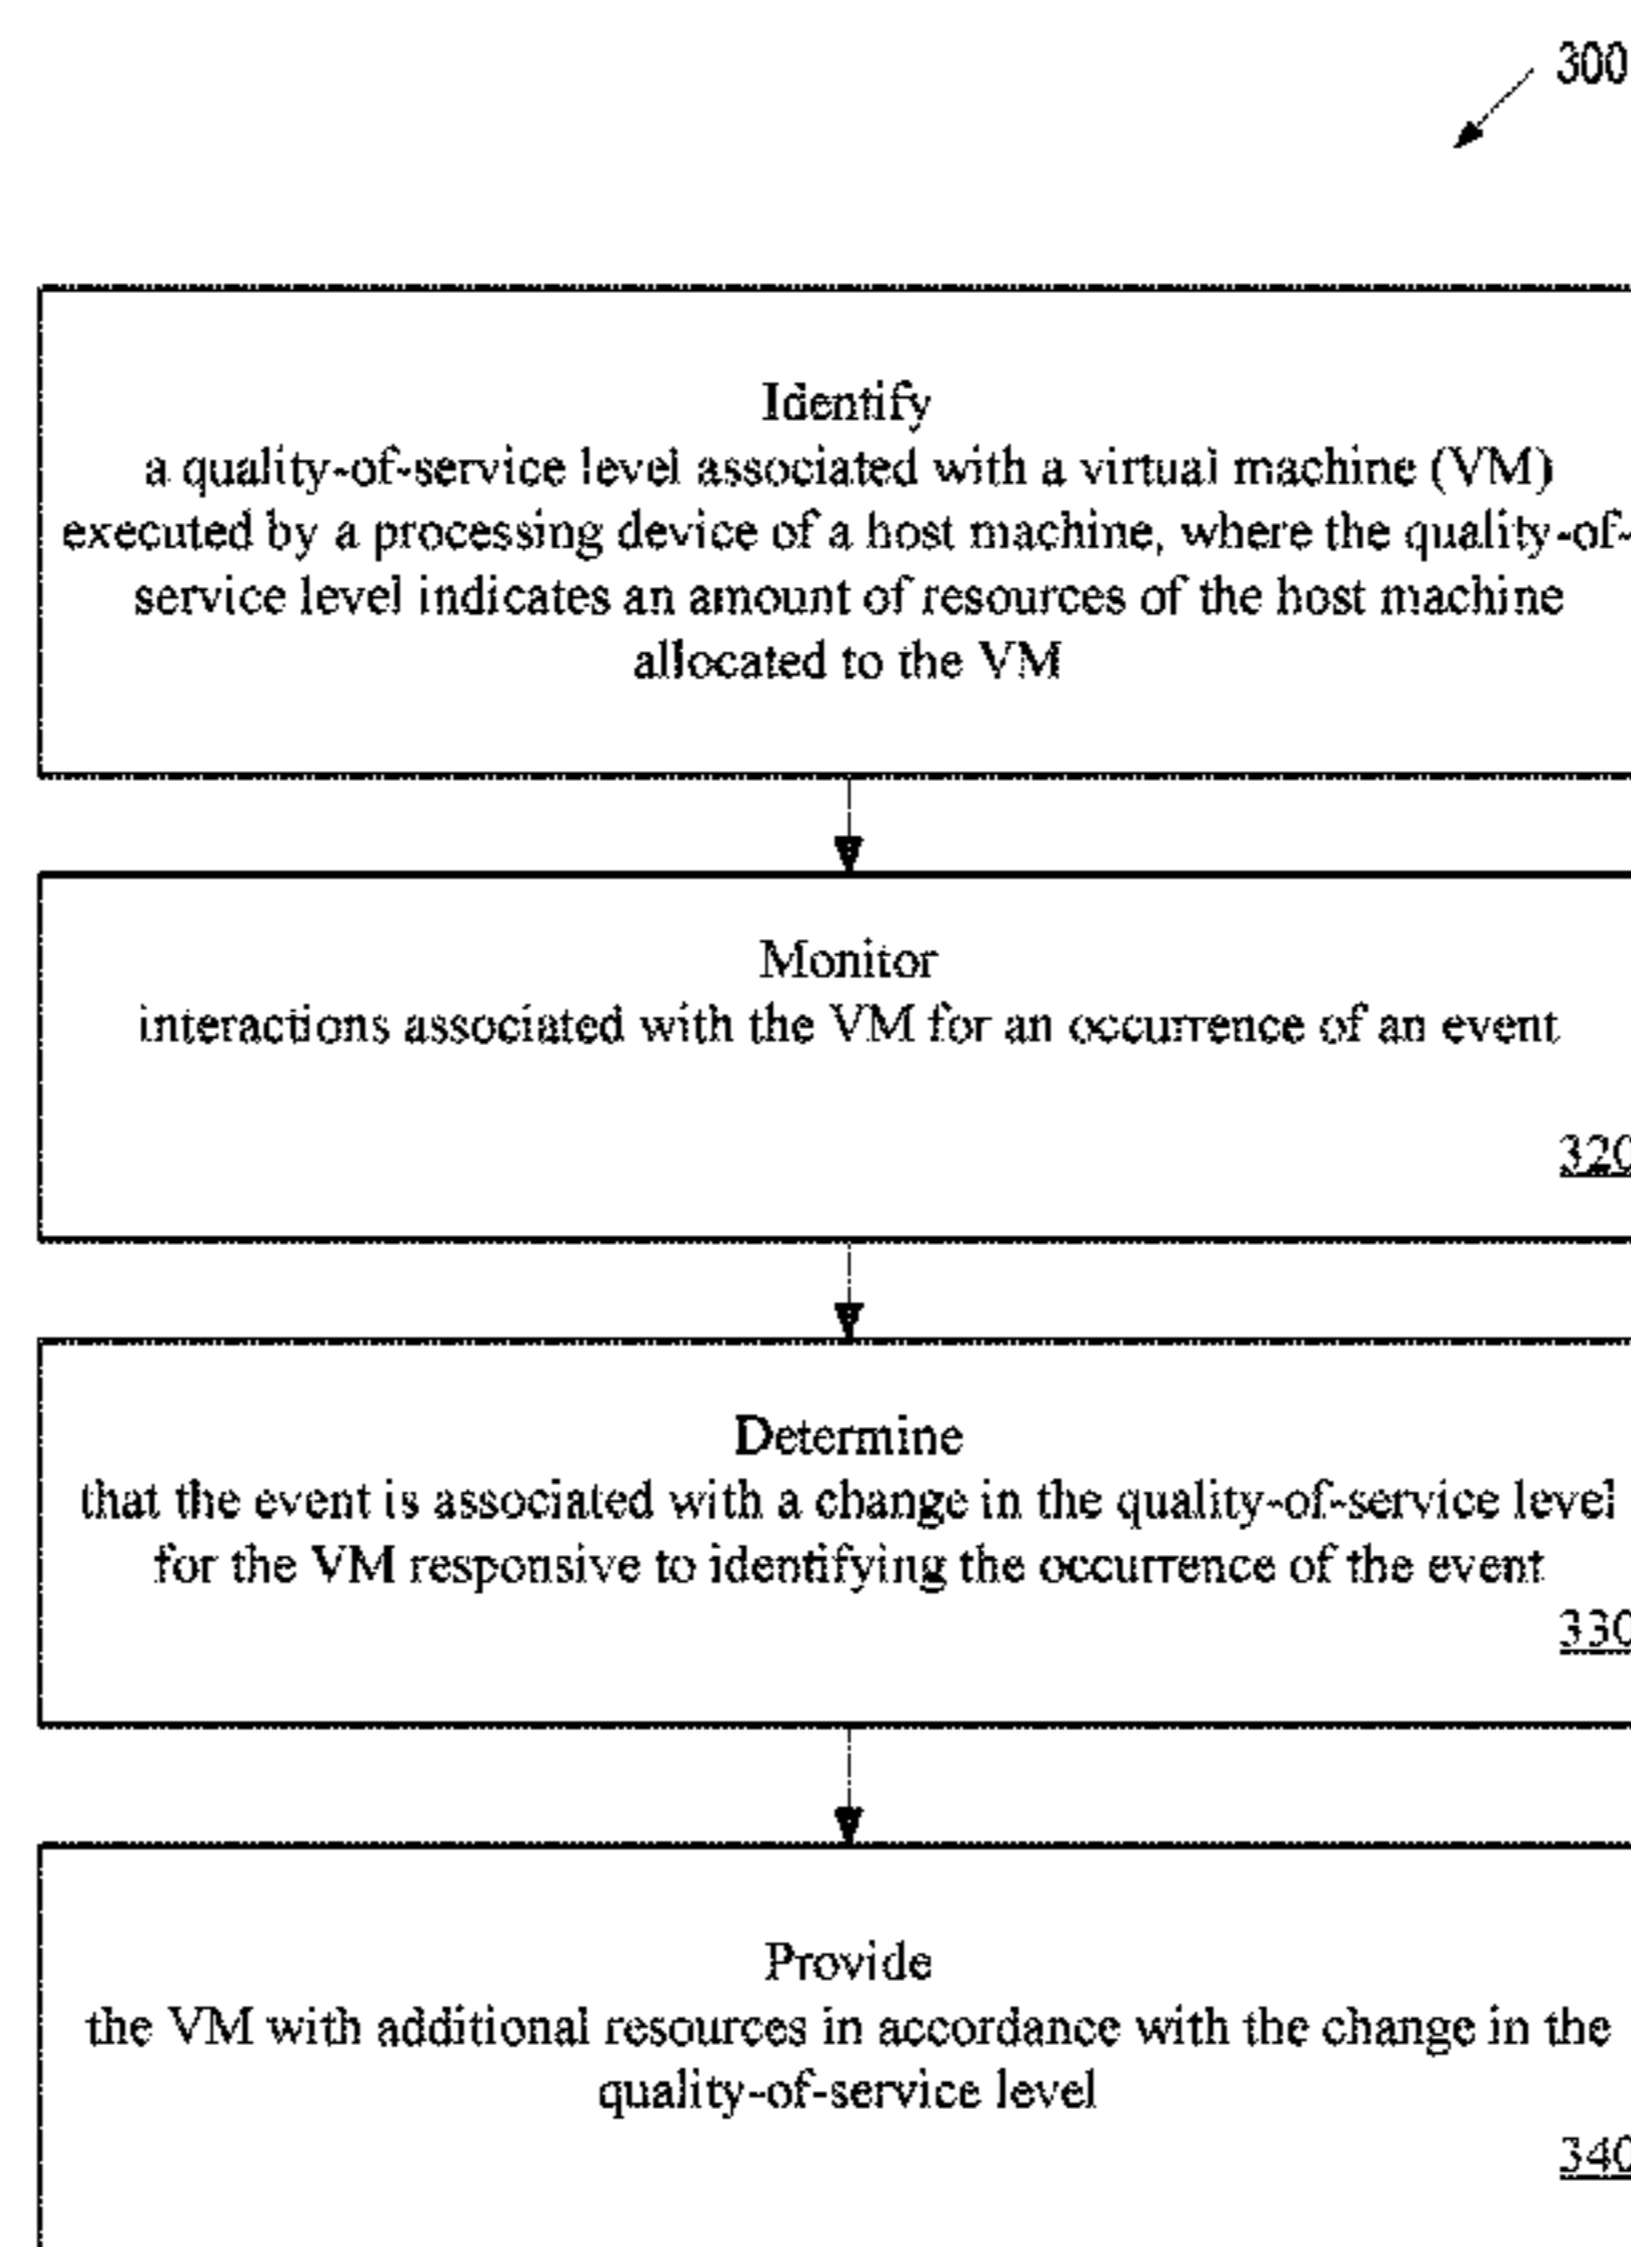 300
Identify
a quality-of-service level associated with a virtual machine (VM)
executed by a processing device of a host machine, where the quality-of-
service level indicates an amount of resources of the host machine
allocated to the VM
Monitor
interactions associated with the VM for an occurrence of an event
320
Determine
that the event is associated with a change in the quality-of-service level
for the VM responsive to identifying the occurrence of the event
330
Provide
the VM with additional resources in accordance with the change in the
quality-of-service level
340